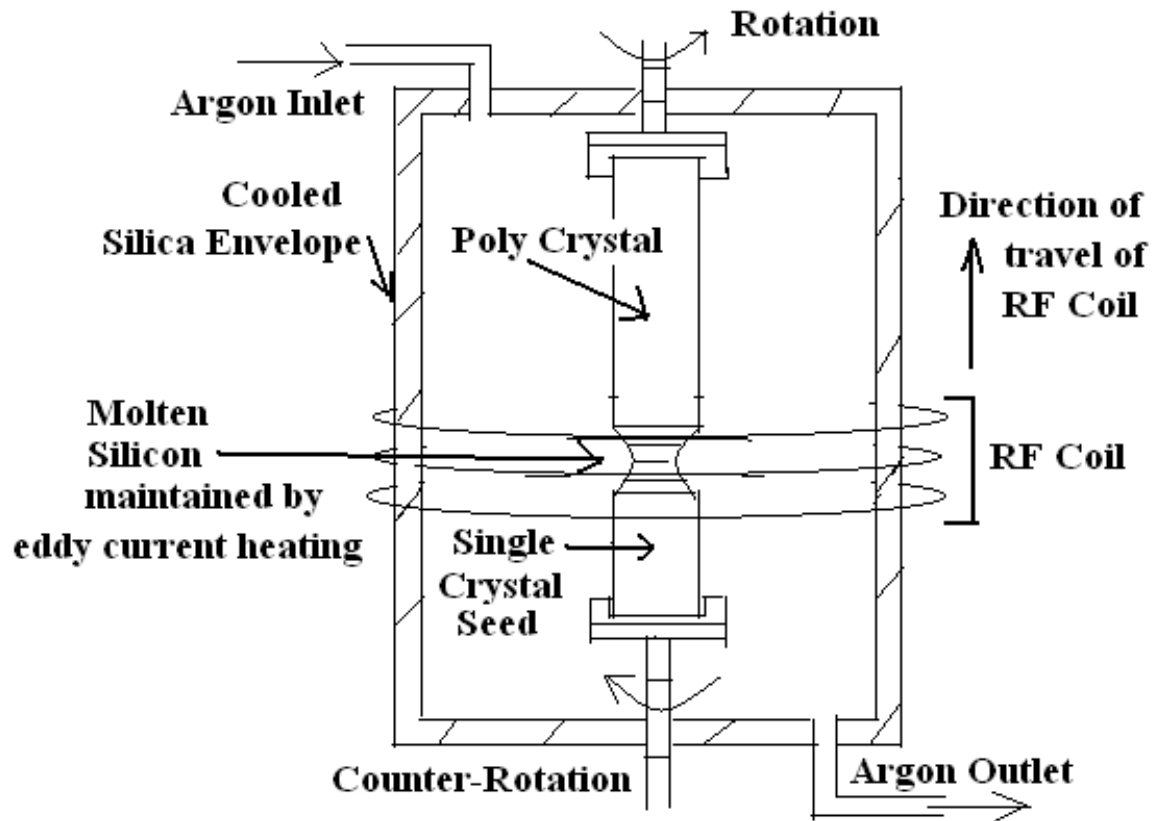 Rotation
Argon Inlet
Cooled
Silica Envelope
Poly Crystal
Direction of
travel of
RF Coil
Molten
Silicon
maintained by
eddy current heating
RF Coil
Single
Crystal
Seed
Counter-Rotation
Argon Outlet